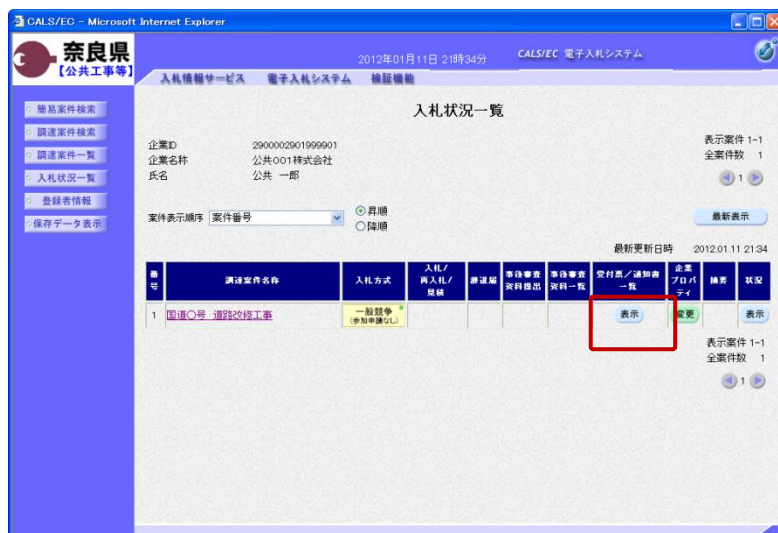 CALS/EC - Microsoft Internet Explorer
奈良県
【公共工事等】
2012年01月11日 21時34分
CALS/EC 電子入札システム
入札情報サービス 電子入札システム 検証機能
簡易案件検索
調達案件検索
調達案件一覧
入札状況一覧
登録者情報
保存データ表示
入札状況一覧
企業ID 2900002901999901
企業名称 公共001株式会社
氏名 公共 一郎
表示案件 1-1
全案件数 1
1
案件表示順序 案件番号
昇順
降順
最新表示
最新更新日時 2012.01.11 21:34
番号 調達案件名称 入札方式 入札/再入札/見積 辞退届 事後審査資料提出 事後審査資料一覧 受付票/通知書一覧 企業プロパティ 摘要 状況
1 国道○号 道路改修工事 一般競争(参加申請なし) 表示 変更 表示
表示案件 1-1
全案件数 1
1